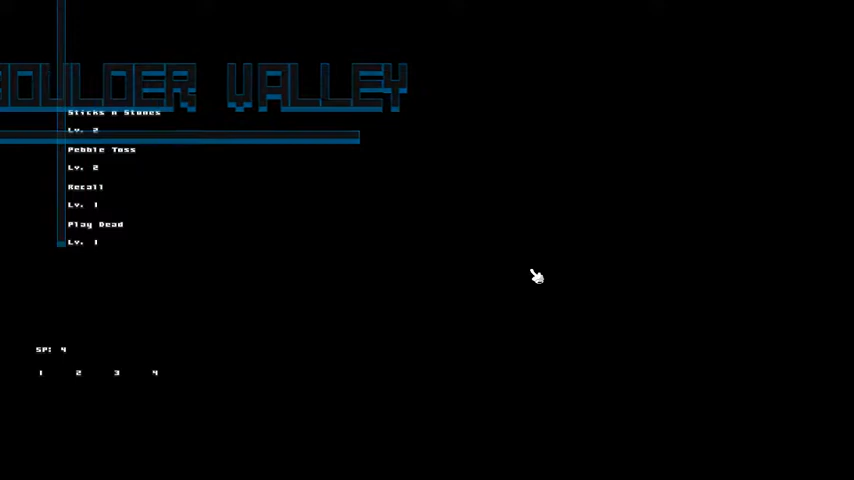 OULDER VALLEY
Sticks n Stones
Lv. 2
Pebble Toss
Lv. 2
Recall
Lv. 1
Play Dead
Lv. 1
SP: 4
1 2 3 4